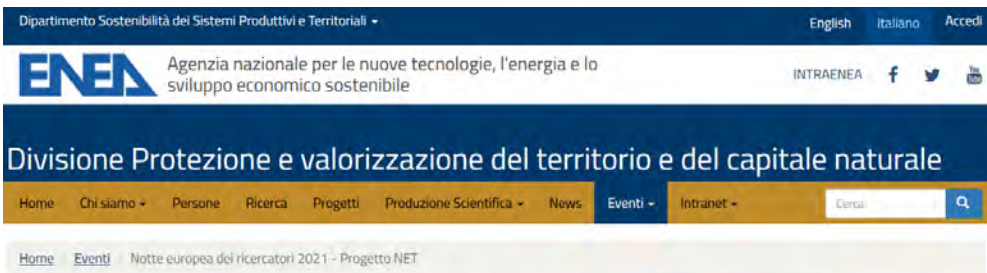 Dipartimento Sostenibilità dei Sistemi Produttivi e Territoriali
English Italiano Accedi
ENEA
Agenzia nazionale per le nuove tecnologie, l'energia e lo
sviluppo economico sostenibile
INTRAENEA
You Tube
Divisione Protezione e valorizzazione del territorio e del capitale naturale
Home Chi siamo Persone Ricerca Progetti Produzione Scientifica News Eventi Intranet Cerca
Home Eventi Notte europea dei ricercatori 2021 - Progetto NET